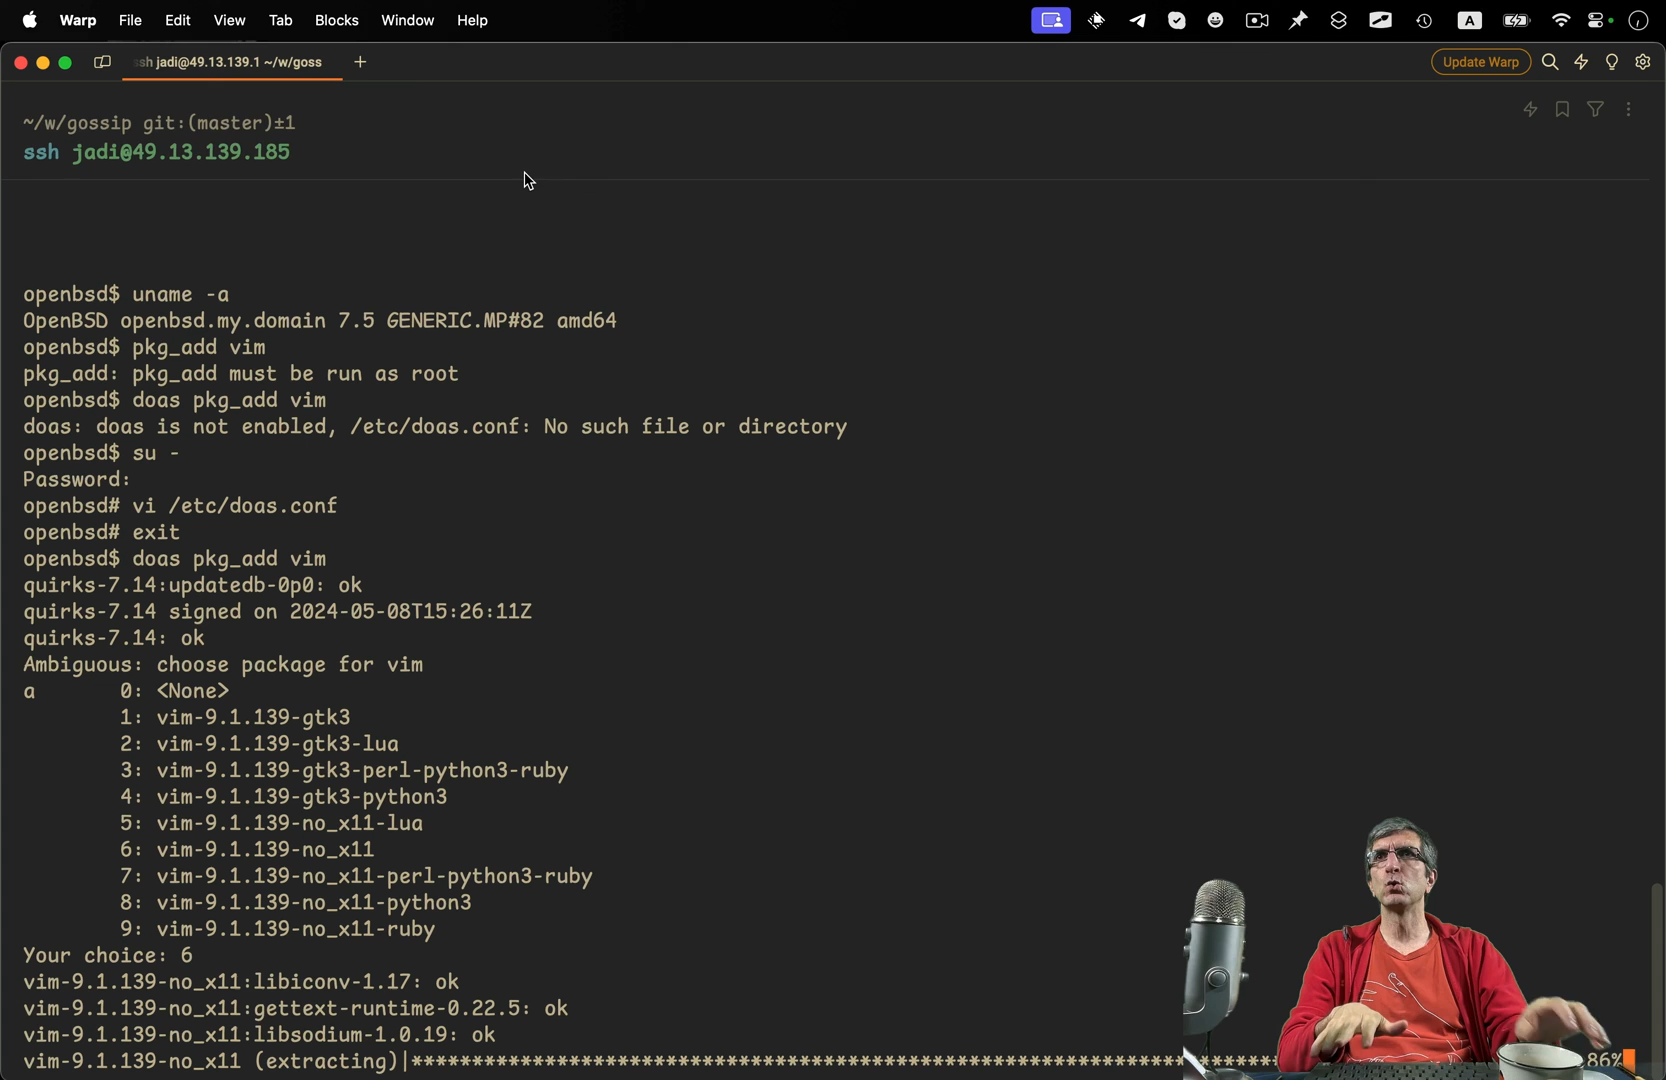 Warp File Edit View Tab Blocks Window Help
A
ssh jadi@49.13.139.1 ~/w/goss
Update Warp
~/w/gossip git:(master)±1
ssh jadi@49.13.139.185
openbsd$ uname -a
OpenBSD openbsd.my.domain 7.5 GENERIC.MP#82 amd64
openbsd$ pkg_add vim
pkg_add: pkg_add must be run as root
openbsd$ doas pkg_add vim
doas: doas is not enabled, /etc/doas.conf: No such file or directory
openbsd$ su -
Password:
openbsd# vi /etc/doas.conf
openbsd# exit
openbsd$ doas pkg_add vim
quirks-7.14:updatedb-0p0: ok
quirks-7.14 signed on 2024-05-08T15:26:11Z
quirks-7.14: ok
Ambiguous: choose package for vim
a 0: <None>
1: vim-9.1.139-gtk3
2: vim-9.1.139-gtk3-lua
3: vim-9.1.139-gtk3-perl-python3-ruby
4: vim-9.1.139-gtk3-python3
5: vim-9.1.139-no_x11-lua
6: vim-9.1.139-no_x11
7: vim-9.1.139-no_x11-perl-python3-ruby
8: vim-9.1.139-no_x11-python3
9: vim-9.1.139-no_x11-ruby
Your choice: 6
vim-9.1.139-no_x11:libiconv-1.17: ok
vim-9.1.139-no_x11:gettext-runtime-0.22.5: ok
vim-9.1.139-no_x11:libsodium-1.0.19: ok
vim-9.1.139-no_x11 (extracting)|************************************************************************ 86%